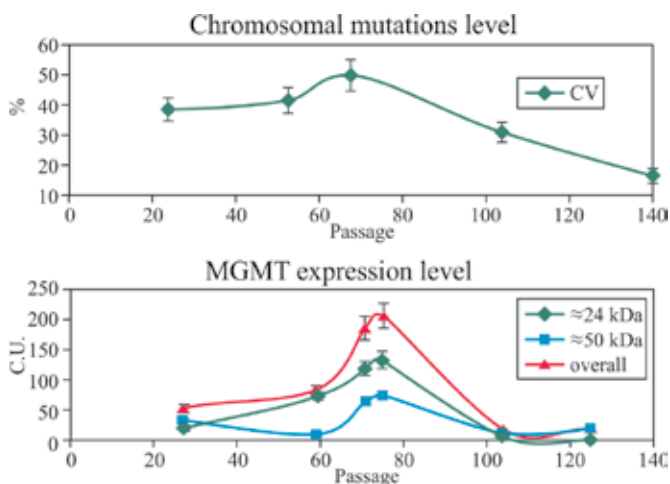 Chromosomal mutations level
60
50
40
30
20
10
%
CV
0 20 40 60 80 100 120 140
Passage
MGMT expression level
250
200
150
100
50
0
C.U.
≈24 kDa
≈50 kDa
overall
0 20 40 60 80 100 120 140
Passage